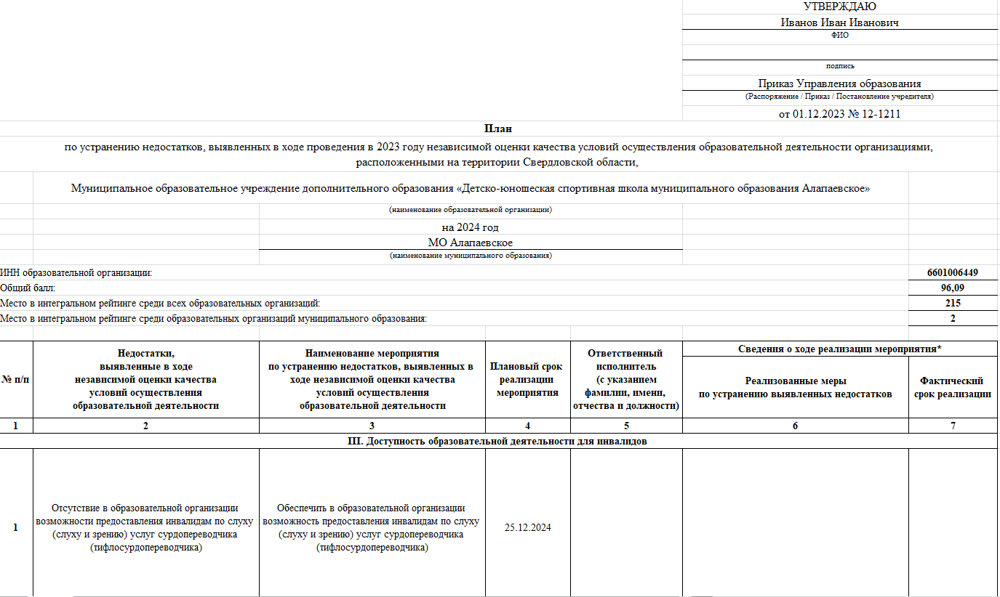 УТВЕРЖДАЮ
Иванов Иван Иванович
ФИО
подпись
Приказ Управления образования
(Распоряжение / Приказ / Постановление учредителя)
от 01.12.2023 № 12-1211
План
по устранению недостатков, выявленных в ходе проведения в 2023 году независимой оценки качества условий осуществления образовательной деятельности организациями,
расположенными на территории Свердловской области,
Муниципальное образовательное учреждение дополнительного образования «Детско-юношеская спортивная школа муниципального образования Алапаевское»
(наименование образовательной организации)
на 2024 год
МО Алапаевское
(наименование муниципального образования)
ИНН образовательной организации: 6601006449
Общий балл: 96,09
Место в интегральном рейтинге среди всех образовательных организаций: 215
Место в интегральном рейтинге среди образовательных организаций муниципального образования: 2
№ п/п
Недостатки,
выявленные в ходе
независимой оценки качества
условий осуществления
образовательной деятельности
Наименование мероприятия
по устранению недостатков, выявленных в
ходе независимой оценки качества
условий осуществления
образовательной деятельности
Плановый срок
реализации
мероприятия
Ответственный
исполнитель
(с указанием
фамилии, имени,
отчества и должности)
Сведения о ходе реализации мероприятия*
Реализованные меры
по устранению выявленных недостатков
Фактический
срок реализации
1 2 3 4 5 6 7
III. Доступность образовательной деятельности для инвалидов
1
Отсутствие в образовательной организации
возможности предоставления инвалидам по слуху
(слуху и зрению) услуг сурдопереводчика
(тифлосурдопереводчика)
Обеспечить в образовательной организации
возможность предоставления инвалидам по слуху
(слуху и зрению) услуг сурдопереводчика
(тифлосурдопереводчика)
25.12.2024